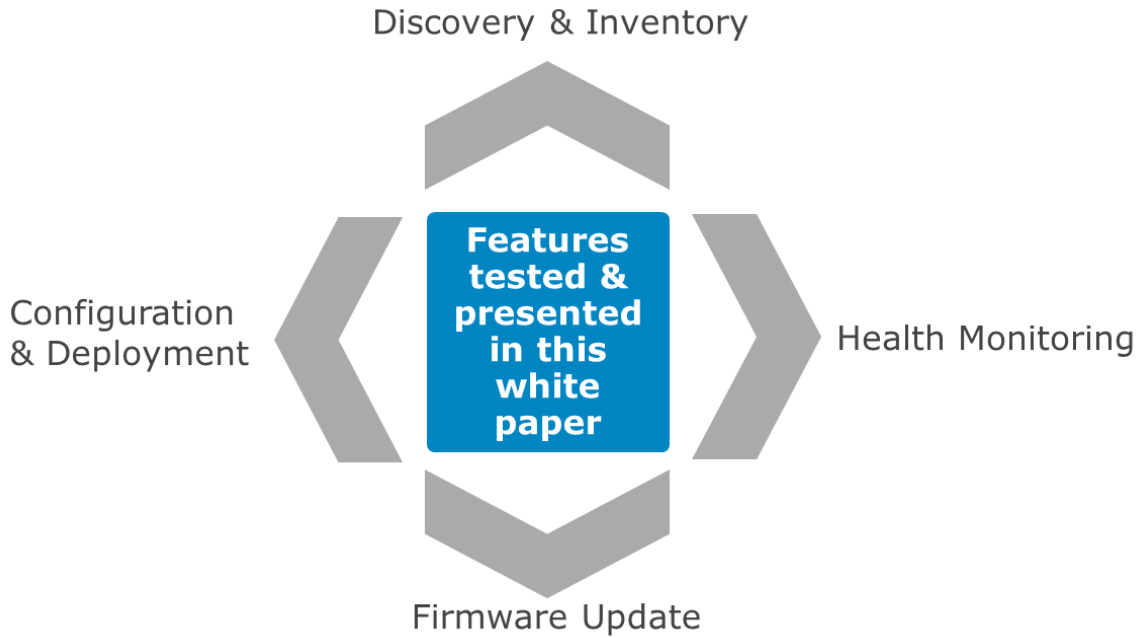 Discovery & Inventory
Features
tested &
presented
in this
white
paper
Configuration
& Deployment
Health Monitoring
Firmware Update